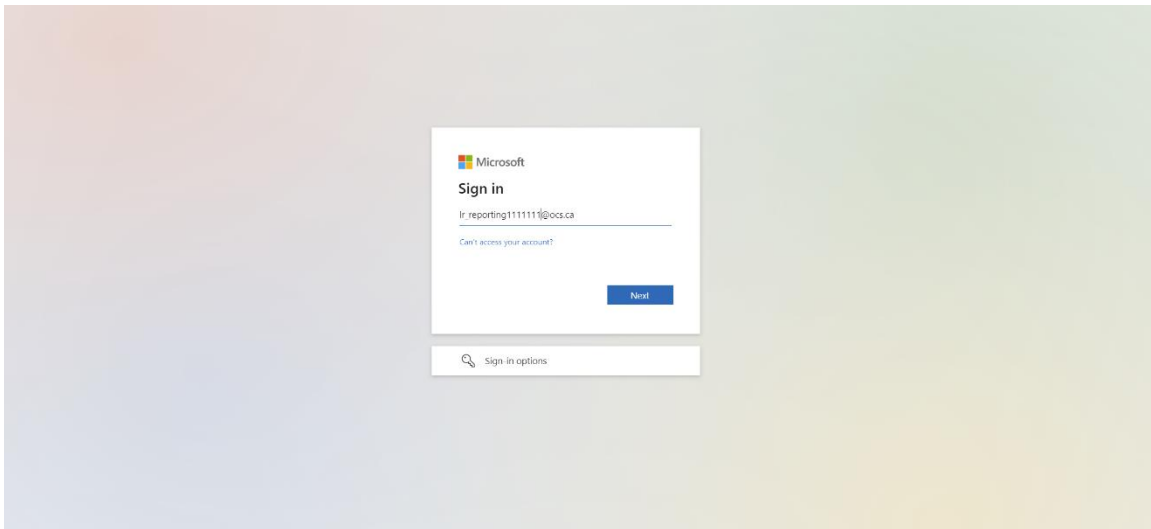 Microsoft
Sign in
lr_reporting1111111@ocs.ca
Can't access your account?
Next
Sign-in options